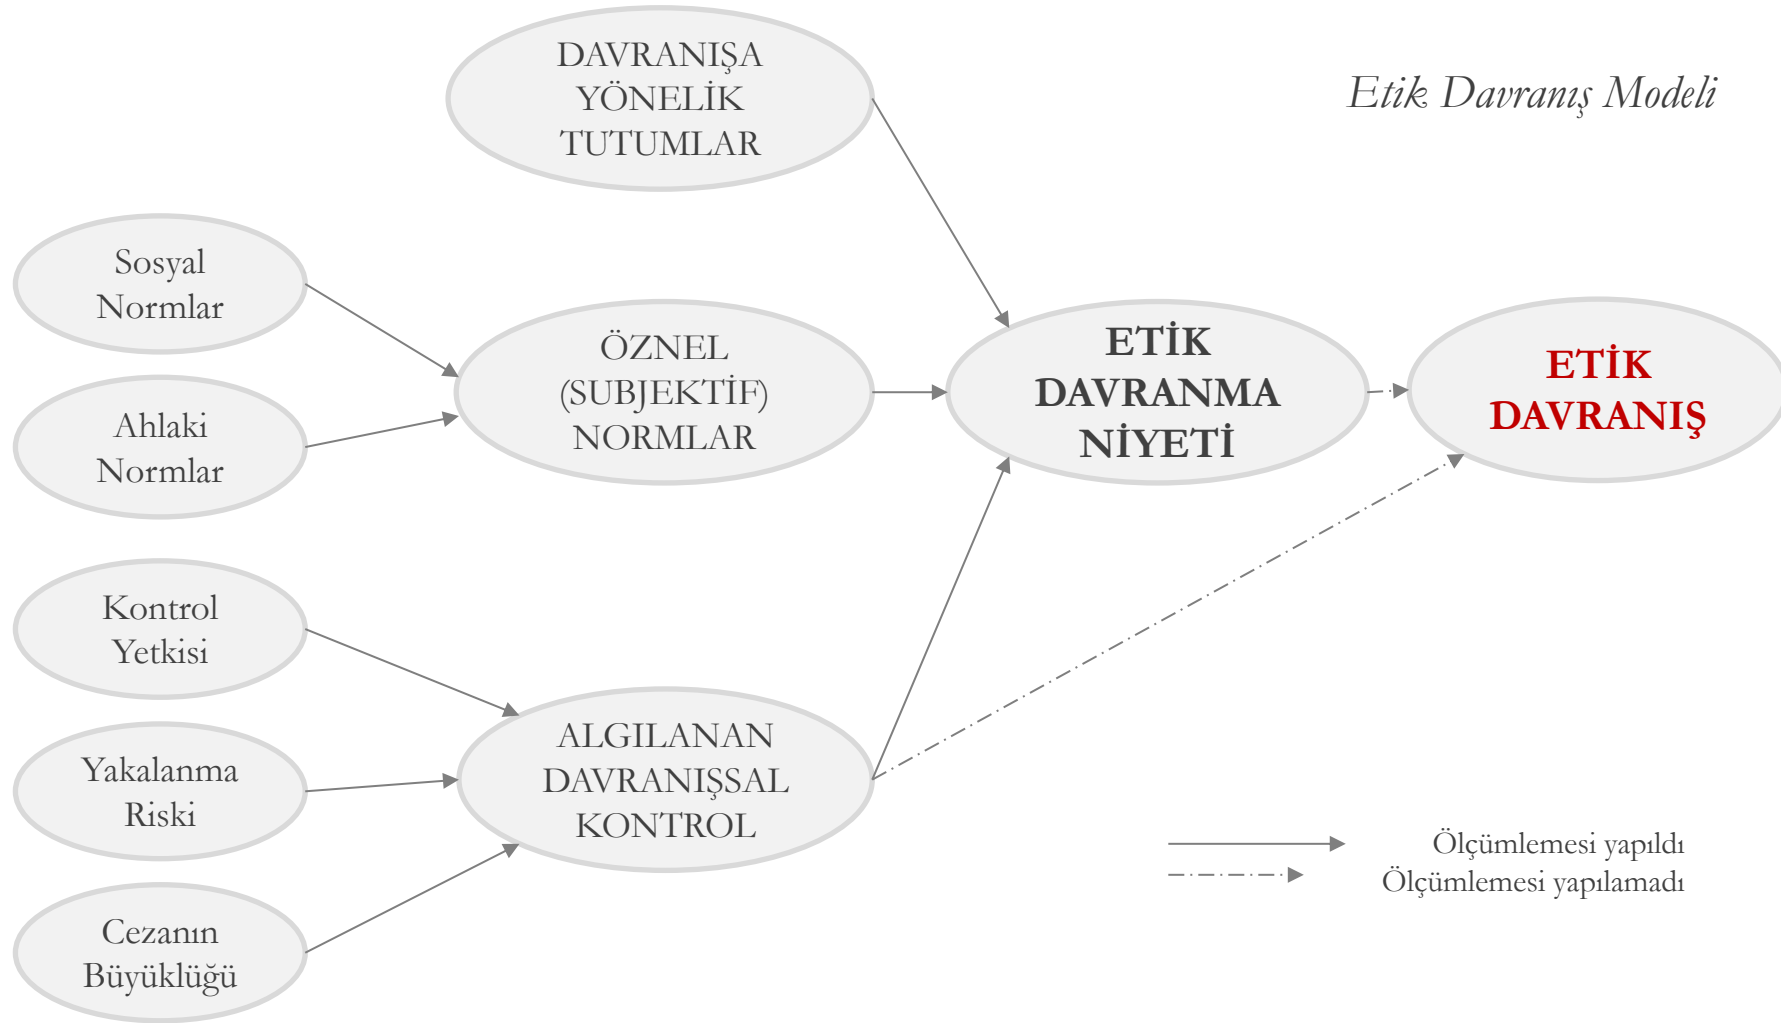 DAVRANIŞA
YÖNELİK
TUTUMLAR
Etik Davranış Modeli
Sosyal
Normlar
Ahlaki
Normlar
ÖZNEL
(SUBJEKTİF)
NORMLAR
ETİK
DAVRANMA
NİYETİ
ETİK
DAVRANIŞ
Kontrol
Yetkisi
Yakalanma
Riski
Cezanın
Büyüklüğü
ALGILANAN
DAVRANIŞSAL
KONTROL
Ölçümlemesi yapıldı
Ölçümlemesi yapılamadı